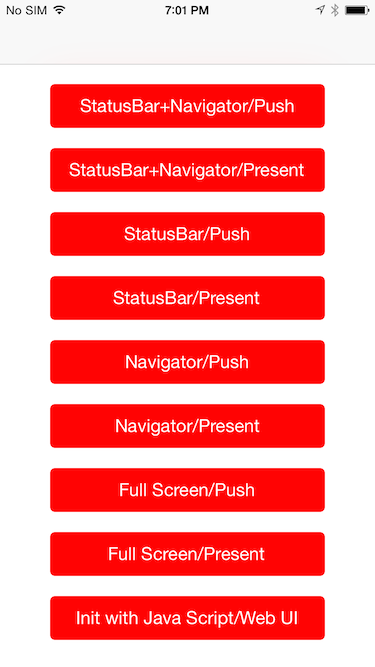 No SIM 7:01 PM
StatusBar+Navigator/Push
StatusBar+Navigator/Present
StatusBar/Push
StatusBar/Present
Navigator/Push
Navigator/Present
Full Screen/Push
Full Screen/Present
Init with Java Script/Web UI